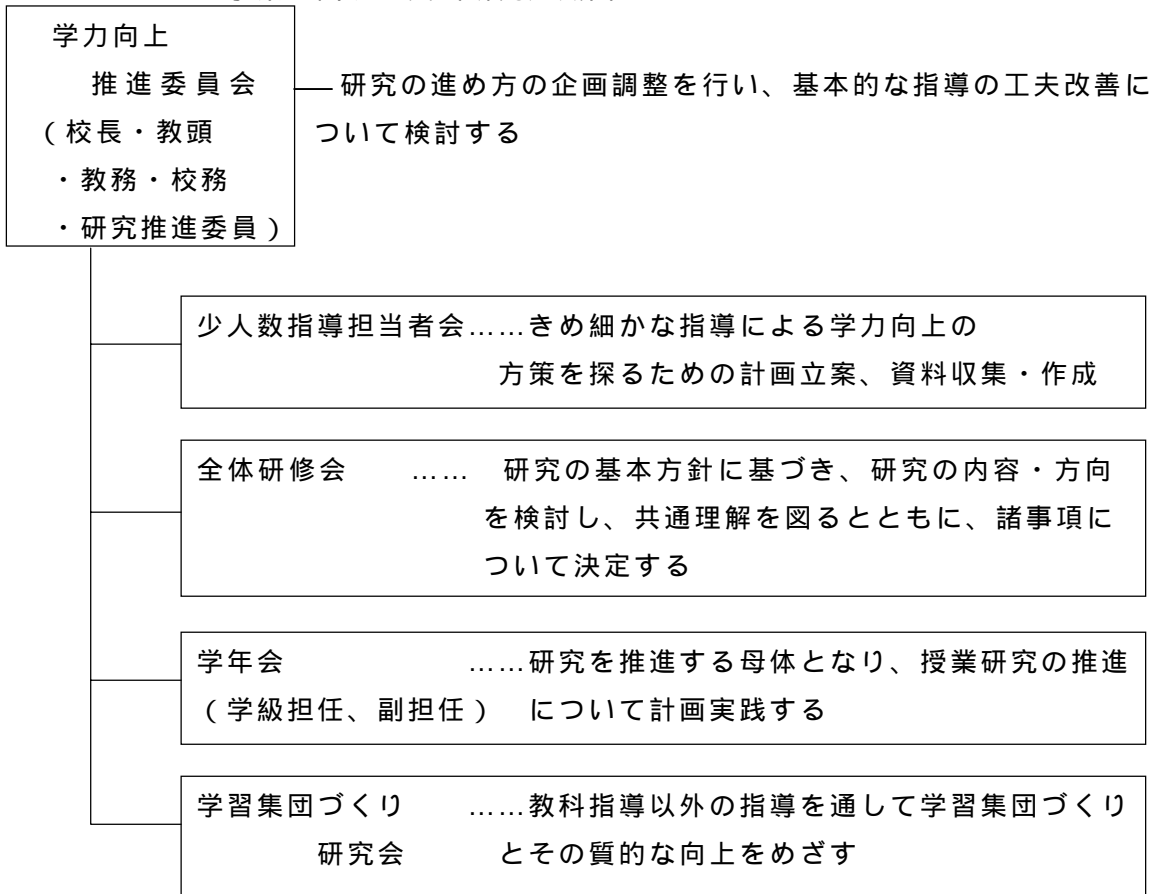 学力向上
推進委員会
(校長・教頭
・教務・校務
・研究推進委員)
研究の進め方の企画調整を行い、基本的な指導の工夫改善に
ついて検討する
少人数指導担当者会……きめ細かな指導による学力向上の
方策を探るための計画立案、資料収集・作成
全体研修会 …… 研究の基本方針に基づき、研究の内容・方向
を検討し、共通理解を図るとともに、諸事項に
ついて決定する
学年会 ……研究を推進する母体となり、授業研究の推進
(学級担任、副担任) について計画実践する
学習集団づくり ……教科指導以外の指導を通して学習集団づくり
研究会 とその質的な向上をめざす